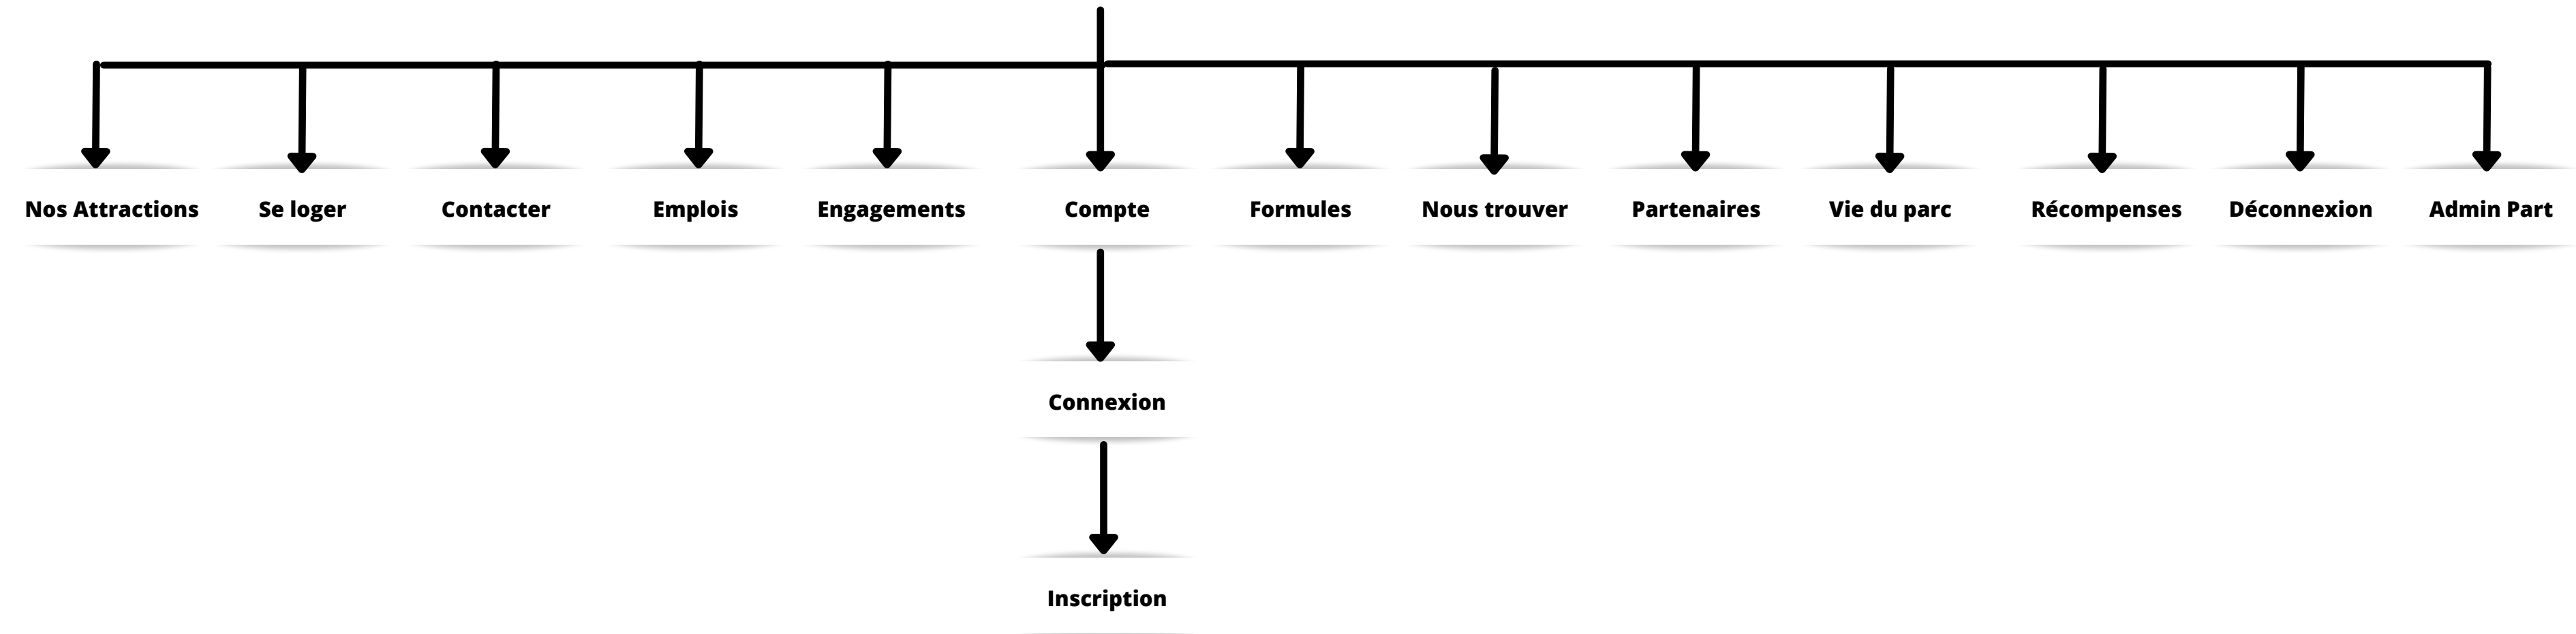 Nos Attractions
Se loger
Contacter
Emplois
Engagements
Compte
Formules
Nous trouver
Partenaires
Vie du parc
Récompenses
Déconnexion
Admin Part
Connexion
Inscription